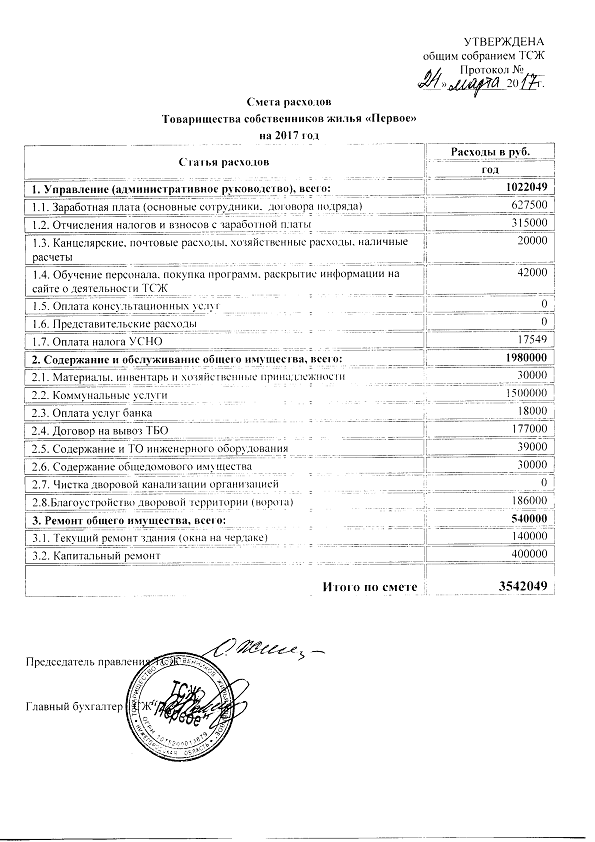 УТВЕРЖДЕНА
общим собранием ТСЖ
Протокол № ___
24 » марта 2017г.
Смета расходов
Товарищества собственников жилья «Первое»
на 2017 год
Статья расходов
Расходы в руб.
год
1. Управление (административное руководство), всего: 1022049
1.1. Заработная плата (основные сотрудники, договора подряда) 627500
1.2. Отчисления налогов и взносов с заработной платы 315000
1.3. Канцелярские, почтовые расходы, хозяйственные расходы, наличные 20000
расчеты
1.4. Обучение персонала, покупка программ, раскрытие информации на 42000
сайте о деятельности ТСЖ
1.5. Оплата консультационных услуг 0
1.6. Представительские расходы 0
1.7. Оплата налога УСНО 17549
2. Содержание и обслуживание общего имущества, всего: 1980000
2.1. Материалы, инвентарь и хозяйственные принадлежности 30000
2.2. Коммунальные услуги 1500000
2.3. Оплата услуг банка 18000
2.4. Договор на вывоз ТБО 177000
2.5. Содержание и ТО инженерного оборудования 39000
2.6. Содержание общедомового имущества 30000
2.7. Чистка дворовой канализации организацией 0
2.8.Благоустройство дворовой территории (ворота) 186000
3. Ремонт общего имущества, всего: 540000
3.1. Текущий ремонт здания (окна на чердаке) 140000
3.2. Капитальный ремонт 400000
Итого по смете 3542049
Председатель правления ТСЖ
Главный бухгалтер ТСЖ
ТСЖ
"Первое"